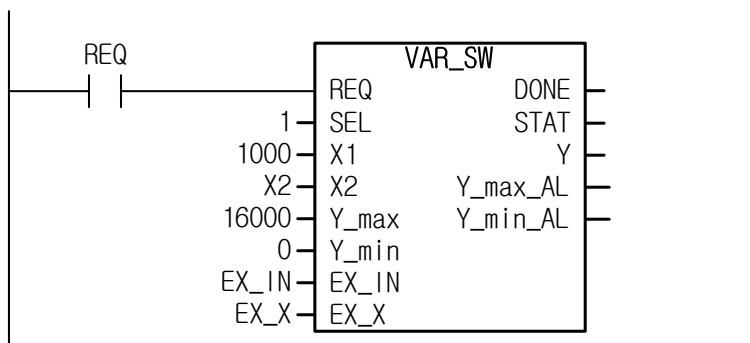 REQ
VAR_SW
REQ DONE
1 SEL STAT
1000 X1 Y
X2 X2 Y_max_AL
16000 Y_max Y_min_AL
0 Y_min
EX_IN EX_IN
EX_X EX_X